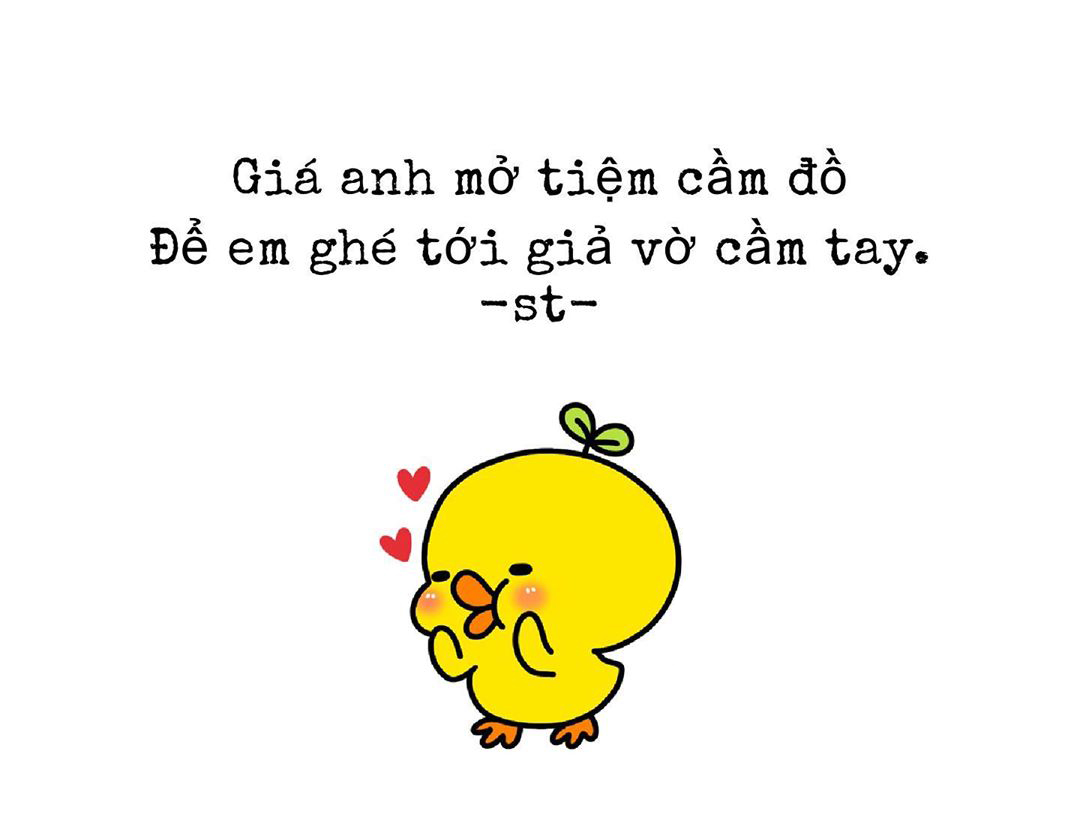 Giá anh mở tiệm cầm đồ
Để em ghé tới giả vờ cầm tay.
-st-